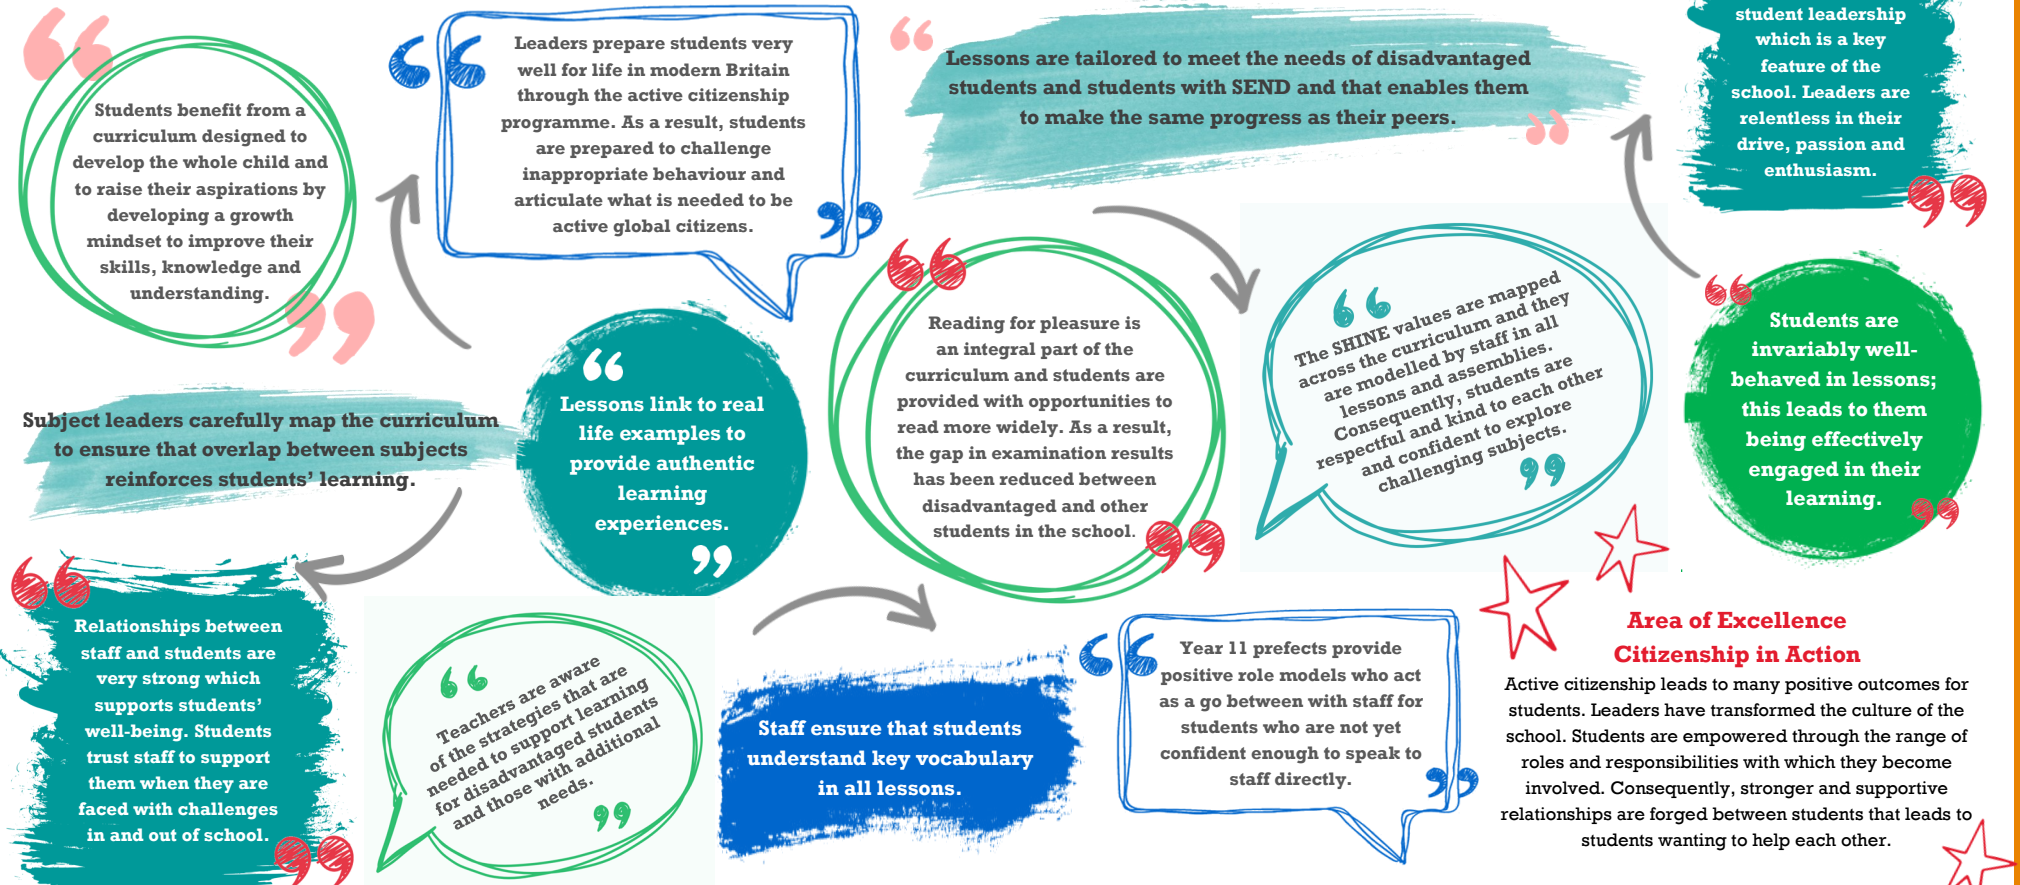 Students benefit from a
curriculum designed to
develop the whole child and
to raise their aspirations by
developing a growth
mindset to improve their
skills, knowledge and
understanding.
Leaders prepare students very
well for life in modern Britain
through the active citizenship
programme. As a result, students
are prepared to challenge
inappropriate behaviour and
articulate what is needed to be
active global citizens.
Lessons are tailored to meet the needs of disadvantaged
students and students with SEND and that enables them
to make the same progress as their peers.
student leadership
which is a key
feature of the
school. Leaders are
relentless in their
drive, passion and
enthusiasm.
Subject leaders carefully map the curriculum
to ensure that overlap between subjects
reinforces students' learning.
Lessons link to real
life examples to
provide authentic
learning
experiences.
Reading for pleasure is
an integral part of the
curriculum and students are
provided with opportunities to
read more widely. As a result,
the gap in examination results
has been reduced between
disadvantaged and other
students in the school.
The SHINE values are mapped
across the curriculum and they
are modelled by staff in all
lessons and assemblies.
Consequently, students are
respectful and kind to each other
and confident to explore
challenging subjects.
Students are
invariably well-
behaved in lessons;
this leads to them
being effectively
engaged in their
learning.
Relationships between
staff and students are
very strong which
supports students'
well-being. Students
trust staff to support
them when they are
faced with challenges
in and out of school.
Teachers are aware
of the strategies that are
needed to support learning
for disadvantaged students
and those with additional
needs.
Staff ensure that students
understand key vocabulary
in all lessons.
Year 11 prefects provide
positive role models who act
as a go between with staff for
students who are not yet
confident enough to speak to
staff directly.
Area of Excellence
Citizenship in Action
Active citizenship leads to many positive outcomes for
students. Leaders have transformed the culture of the
school. Students are empowered through the range of
roles and responsibilities with which they become
involved. Consequently, stronger and supportive
relationships are forged between students that leads to
students wanting to help each other.